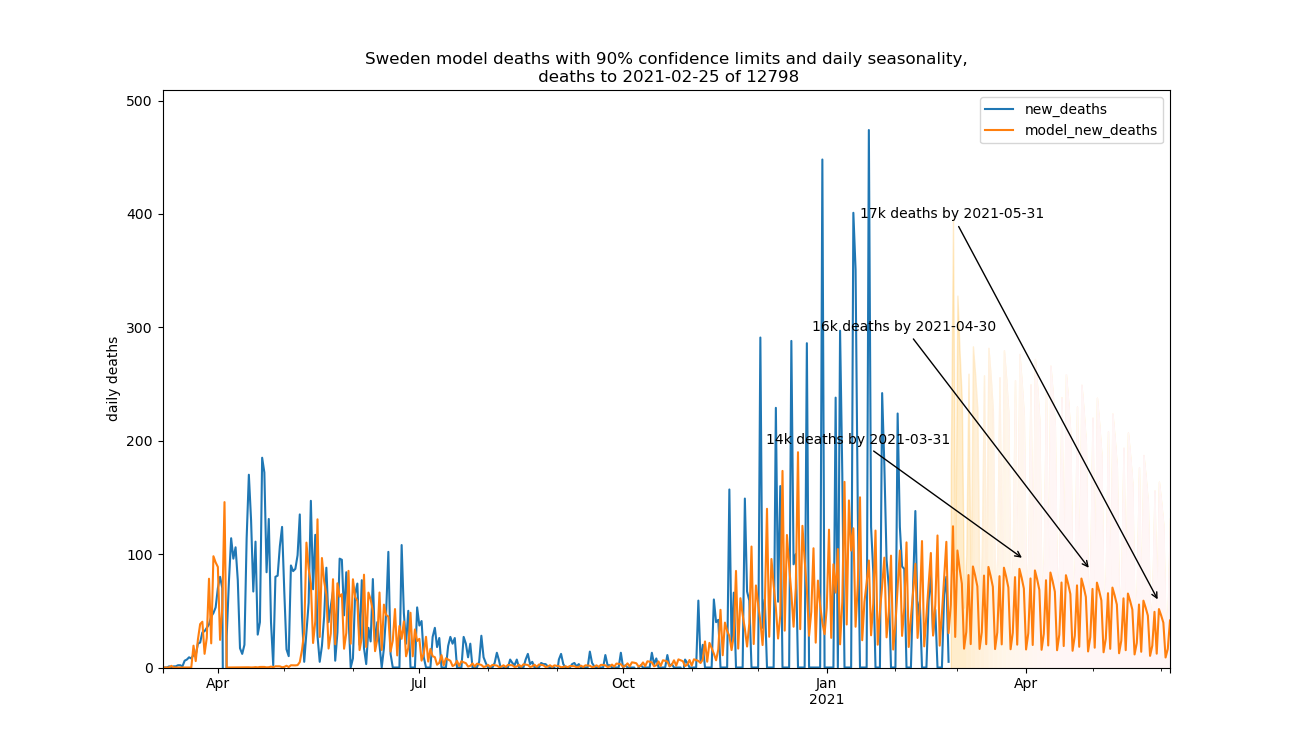 Sweden model deaths with 90% confidence limits and daily seasonality,
deaths to 2021-02-25 of 12798
500
400
300
200
100
0
daily deaths
new_deaths
model_new_deaths
17k deaths by 2021-05-31
16k deaths by 2021-04-30
14k deaths by 2021-03-31
Apr
Jul
Oct
Jan
2021
Apr